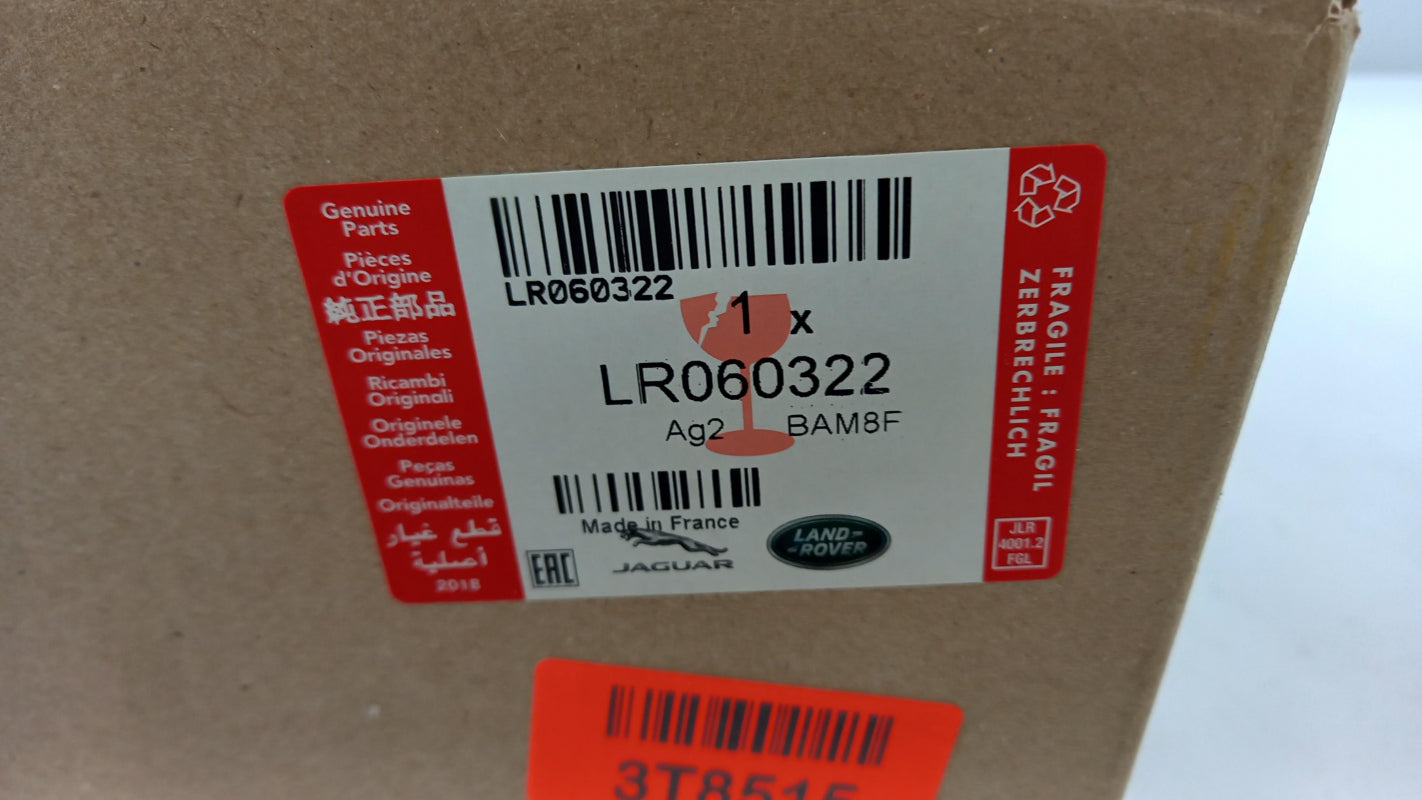 Genuine
Parts
Pièces
d'Origine
純正部品
Piezas
Originales
Ricambi
Originali
Originele
Onderdelen
Peças
Genuinas
Originalteile
قطع غيار
أصلية
2018
LR060322
1 x
LR060322
Ag2 BAM8F
Made in France
EAC
JAGUAR
LAND-
-ROVER
FRAGILE : FRAGIL
ZERBRECHLICH
JLR
4001.2
FGL
3T8515